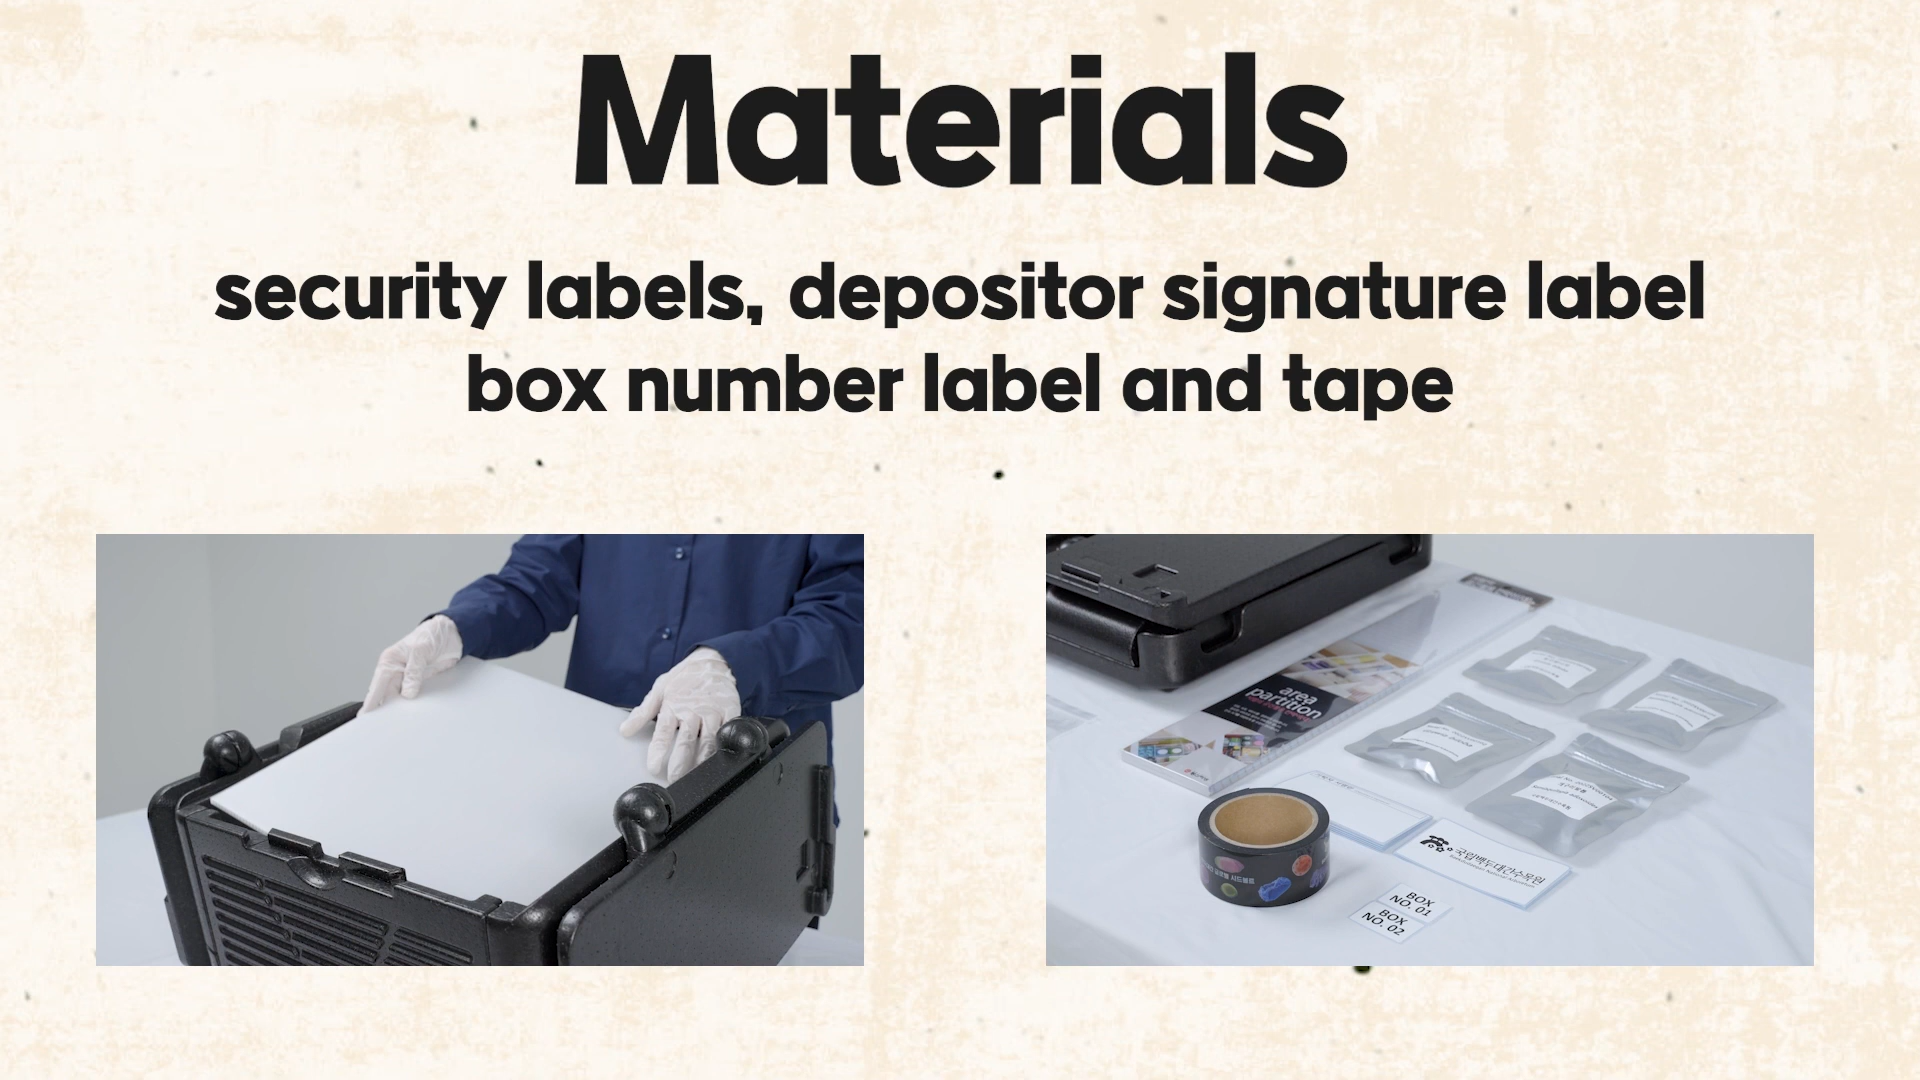 Materials
security labels, depositor signature label
box number label and tape
area
partition
국립백두대간수목원
BOX
NO. 01
BOX
NO. 02